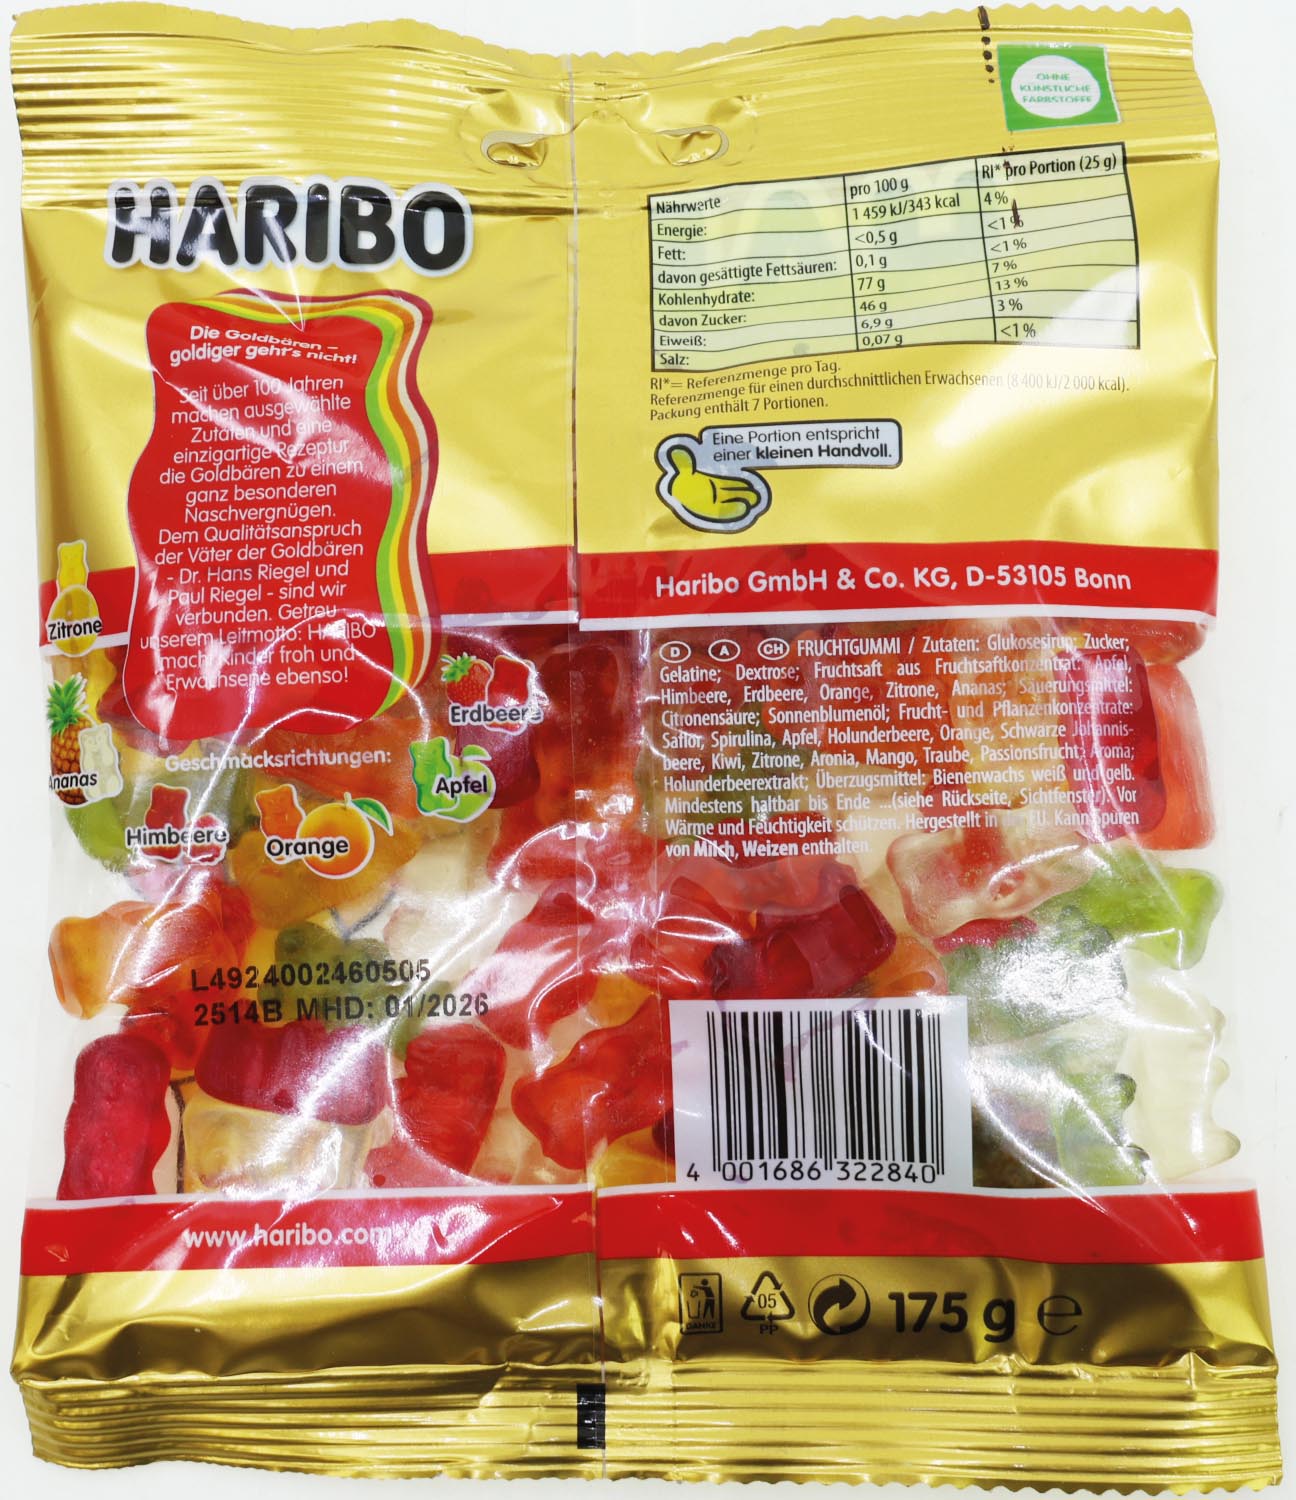 OHNE
KÜNSTLICHE
FARBSTOFFE
HARIBO
Die Goldbären –
goldiger geht's nicht!
Seit über 100 Jahren
machen ausgewählte
Zutaten und eine
einzigartige Rezeptur
die Goldbären zu einem
ganz besonderen
Naschvergnügen.
Dem Qualitätsanspruch
der Väter der Goldbären
- Dr. Hans Riegel und
Paul Riegel - sind wir
verbunden. Getreu
unserem Leitmotto: HARIBO
macht Kinder froh und
Erwachsene ebenso!
Zitrone
Ananas
Geschmacksrichtungen:
Himbeere
Orange
Erdbeere
Apfel
L4924002460505
2514B MHD: 01/2026
www.haribo.com
Nährwerte pro 100 g RI* pro Portion (25 g)
Energie: 1 459 kJ/343 kcal 4 %
Fett: <0,5 g <1 %
davon gesättigte Fettsäuren: 0,1 g <1 %
Kohlenhydrate: 77 g 7 %
davon Zucker: 46 g 13 %
Eiweiß: 6,9 g 3 %
Salz: 0,07 g <1 %
RI*= Referenzmenge pro Tag.
Referenzmenge für einen durchschnittlichen Erwachsenen (8 400 kJ/2 000 kcal).
Packung enthält 7 Portionen.
Eine Portion entspricht
einer kleinen Handvoll.
Haribo GmbH & Co. KG, D-53105 Bonn
D A CH FRUCHTGUMMI / Zutaten: Glukosesirup; Zucker;
Gelatine; Dextrose; Fruchtsaft aus Fruchtsaftkonzentrat: Apfel,
Himbeere, Erdbeere, Orange, Zitrone, Ananas; Säuerungsmittel:
Citronensäure; Sonnenblumenöl; Frucht- und Pflanzenkonzentrate:
Saflor, Spirulina, Apfel, Holunderbeere, Orange, Schwarze Johannis-
beere, Kiwi, Zitrone, Aronia, Mango, Traube, Passionsfrucht; Aroma;
Holunderbeerextrakt; Überzugsmittel: Bienenwachs weiß und gelb.
Mindestens haltbar bis Ende ...(siehe Rückseite, Sichtfenster). Vor
Wärme und Feuchtigkeit schützen. Hergestellt in der EU. Kann Spuren
von Milch, Weizen enthalten.
4 001686 322840
DANKE
05
PP
175 g e